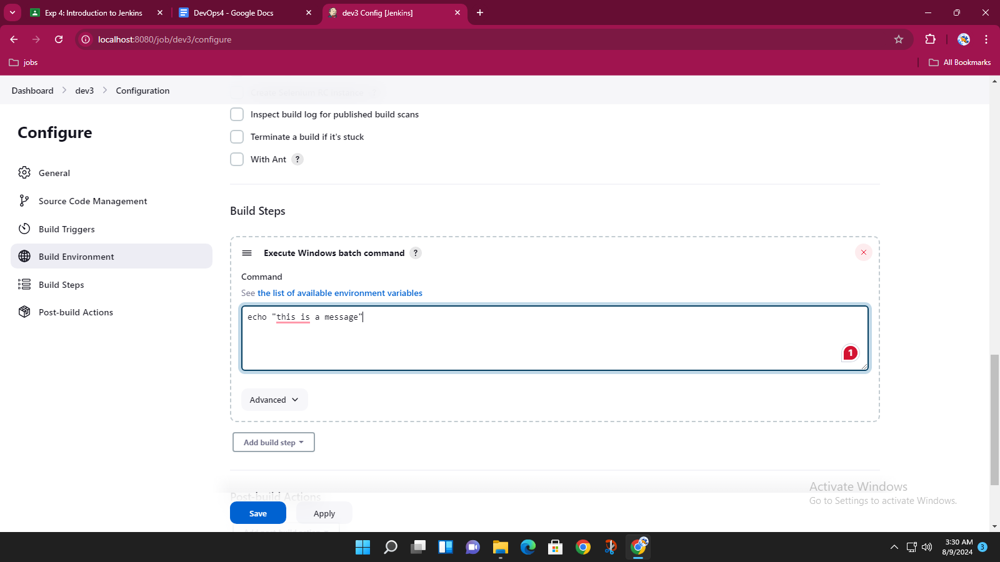 Exp 4: Introduction to Jenkins
DevOps4 - Google Docs
dev3 Config [Jenkins]
localhost:8080/job/dev3/configure
jobs
All Bookmarks
Dashboard
dev3
Configuration
Configure
General
Source Code Management
Build Triggers
Build Environment
Build Steps
Post-build Actions
Inspect build log for published build scans
Terminate a build if it's stuck
With Ant ?
Build Steps
Execute Windows batch command ?
Command
See the list of available environment variables
echo "this is a message"
1
Advanced
Add build step
Post-build Actions
Save
Apply
Activate Windows
Go to Settings to activate Windows.
3:30 AM
8/9/2024
3